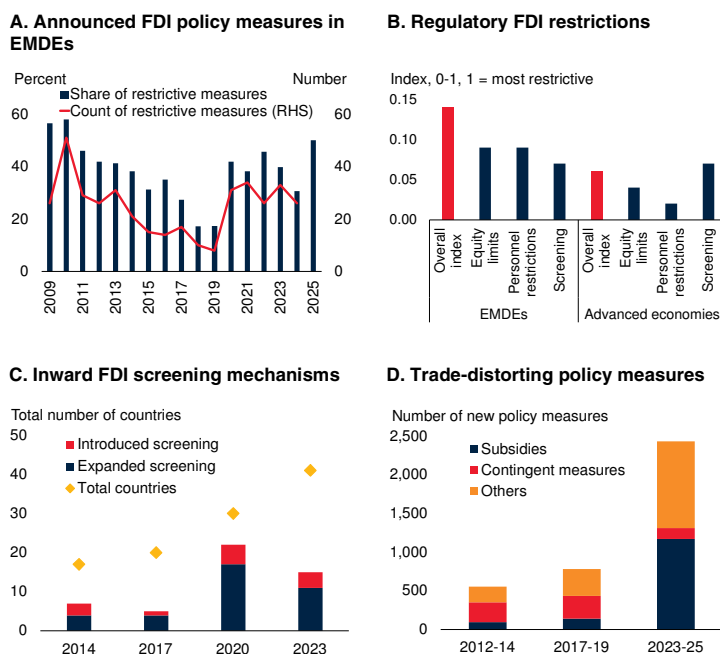 A. Announced FDI policy measures in
EMDEs
Percent
Number
Share of restrictive measures
Count of restrictive measures (RHS)
60
40
20
0
60
40
20
0
2009
2011
2013
2015
2017
2019
2021
2023
2025
B. Regulatory FDI restrictions
Index, 0-1, 1 = most restrictive
0.15
0.10
0.05
0.00
Overall
index
Equity
limits
Personnel
restrictions
Screening
Overall
index
Equity
limits
Personnel
restrictions
Screening
EMDEs
Advanced economies
C. Inward FDI screening mechanisms
Total number of countries
50
40
30
20
10
0
Introduced screening
Expanded screening
Total countries
2014
2017
2020
2023
D. Trade-distorting policy measures
Number of new policy measures
2,500
2,000
1,500
1,000
500
0
Subsidies
Contingent measures
Others
2012-14
2017-19
2023-25